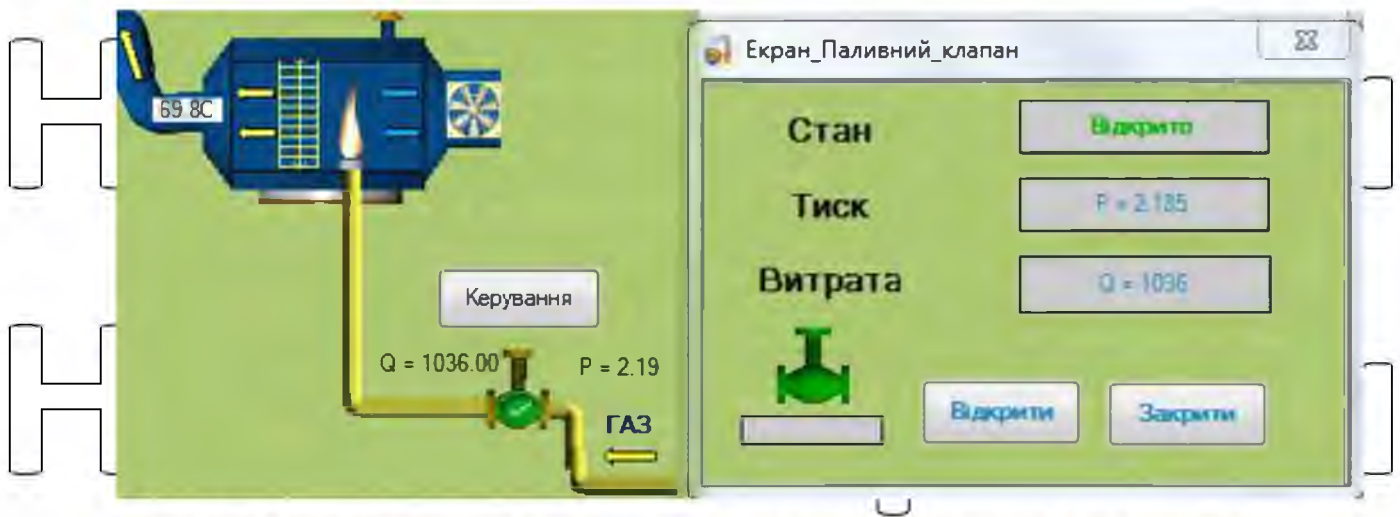 69 8C
Керування
Q = 1036.00
P = 2.19
ГАЗ
Екран_Паливний_клапан
Стан
Відкрито
Тиск
P = 2.185
Витрата
Q = 1036
Відкрити
Закрити